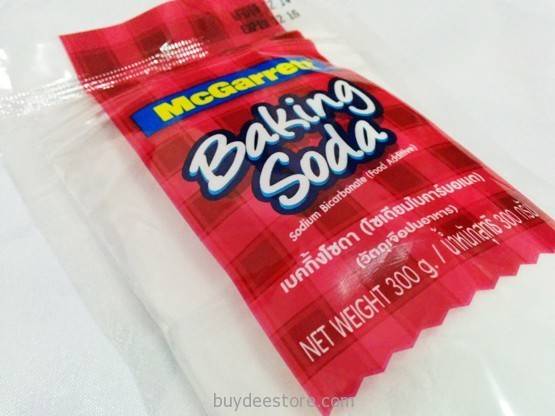 McGarrett
Baking
Soda
Sodium Bicarbonate (Food Additive)
เบคกิ้งโซดา (โซเดียมไบคาร์บอเนต)
(วัตถุเจือปนอาหาร)
NET WEIGHT 300 g. / น้ำหนักสุทธิ 300 กรัม
buydeestore.com